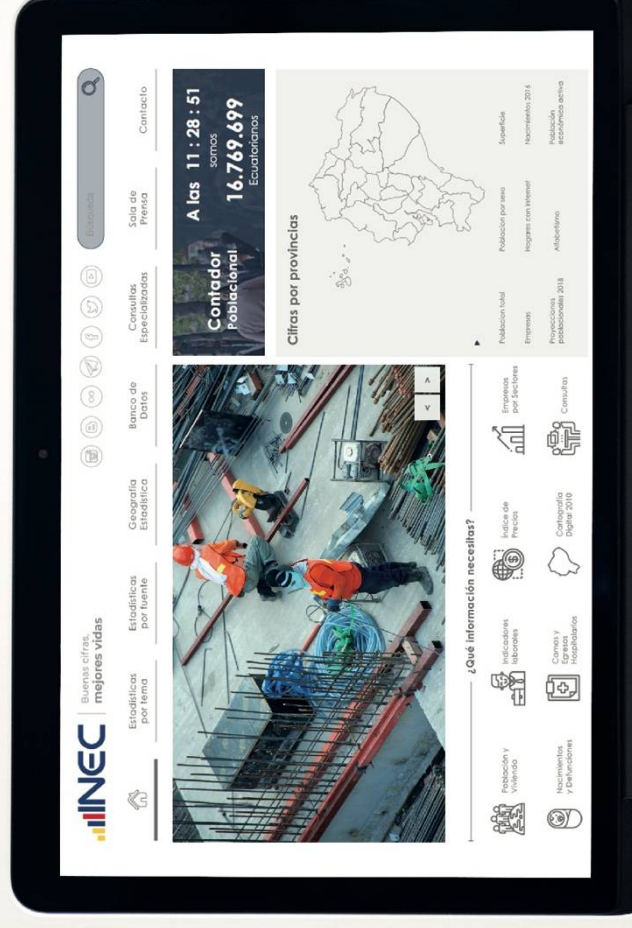 INEC
Buenas cifras,
mejores vidas
Búsqueda
Estadísticas
por tema
Estadísticas
por fuente
Geografía
Estadística
Banco de
Datos
Consultas
Especializadas
Sala de
Prensa
Contacto
Contador
Poblacional
A las 11 : 28 : 51
somos
16.769.699
Ecuatorianos
Cifras por provincias
Poblacion total
Poblacion por sexo
Superficie
Empresas
Hogares con Internet
Nacimientos 2016
Proyecciones
poblacionales 2018
Alfabetismo
Población
económica activa
¿Qué información necesitas?
Población y
Vivienda
Indicadores
laborales
Índice de
Precios
Empresas
por Sectores
Nacimientos
y Defunciones
Camas y
Egresos
Hospitalarios
Cartografía
Digital 2010
Consultas